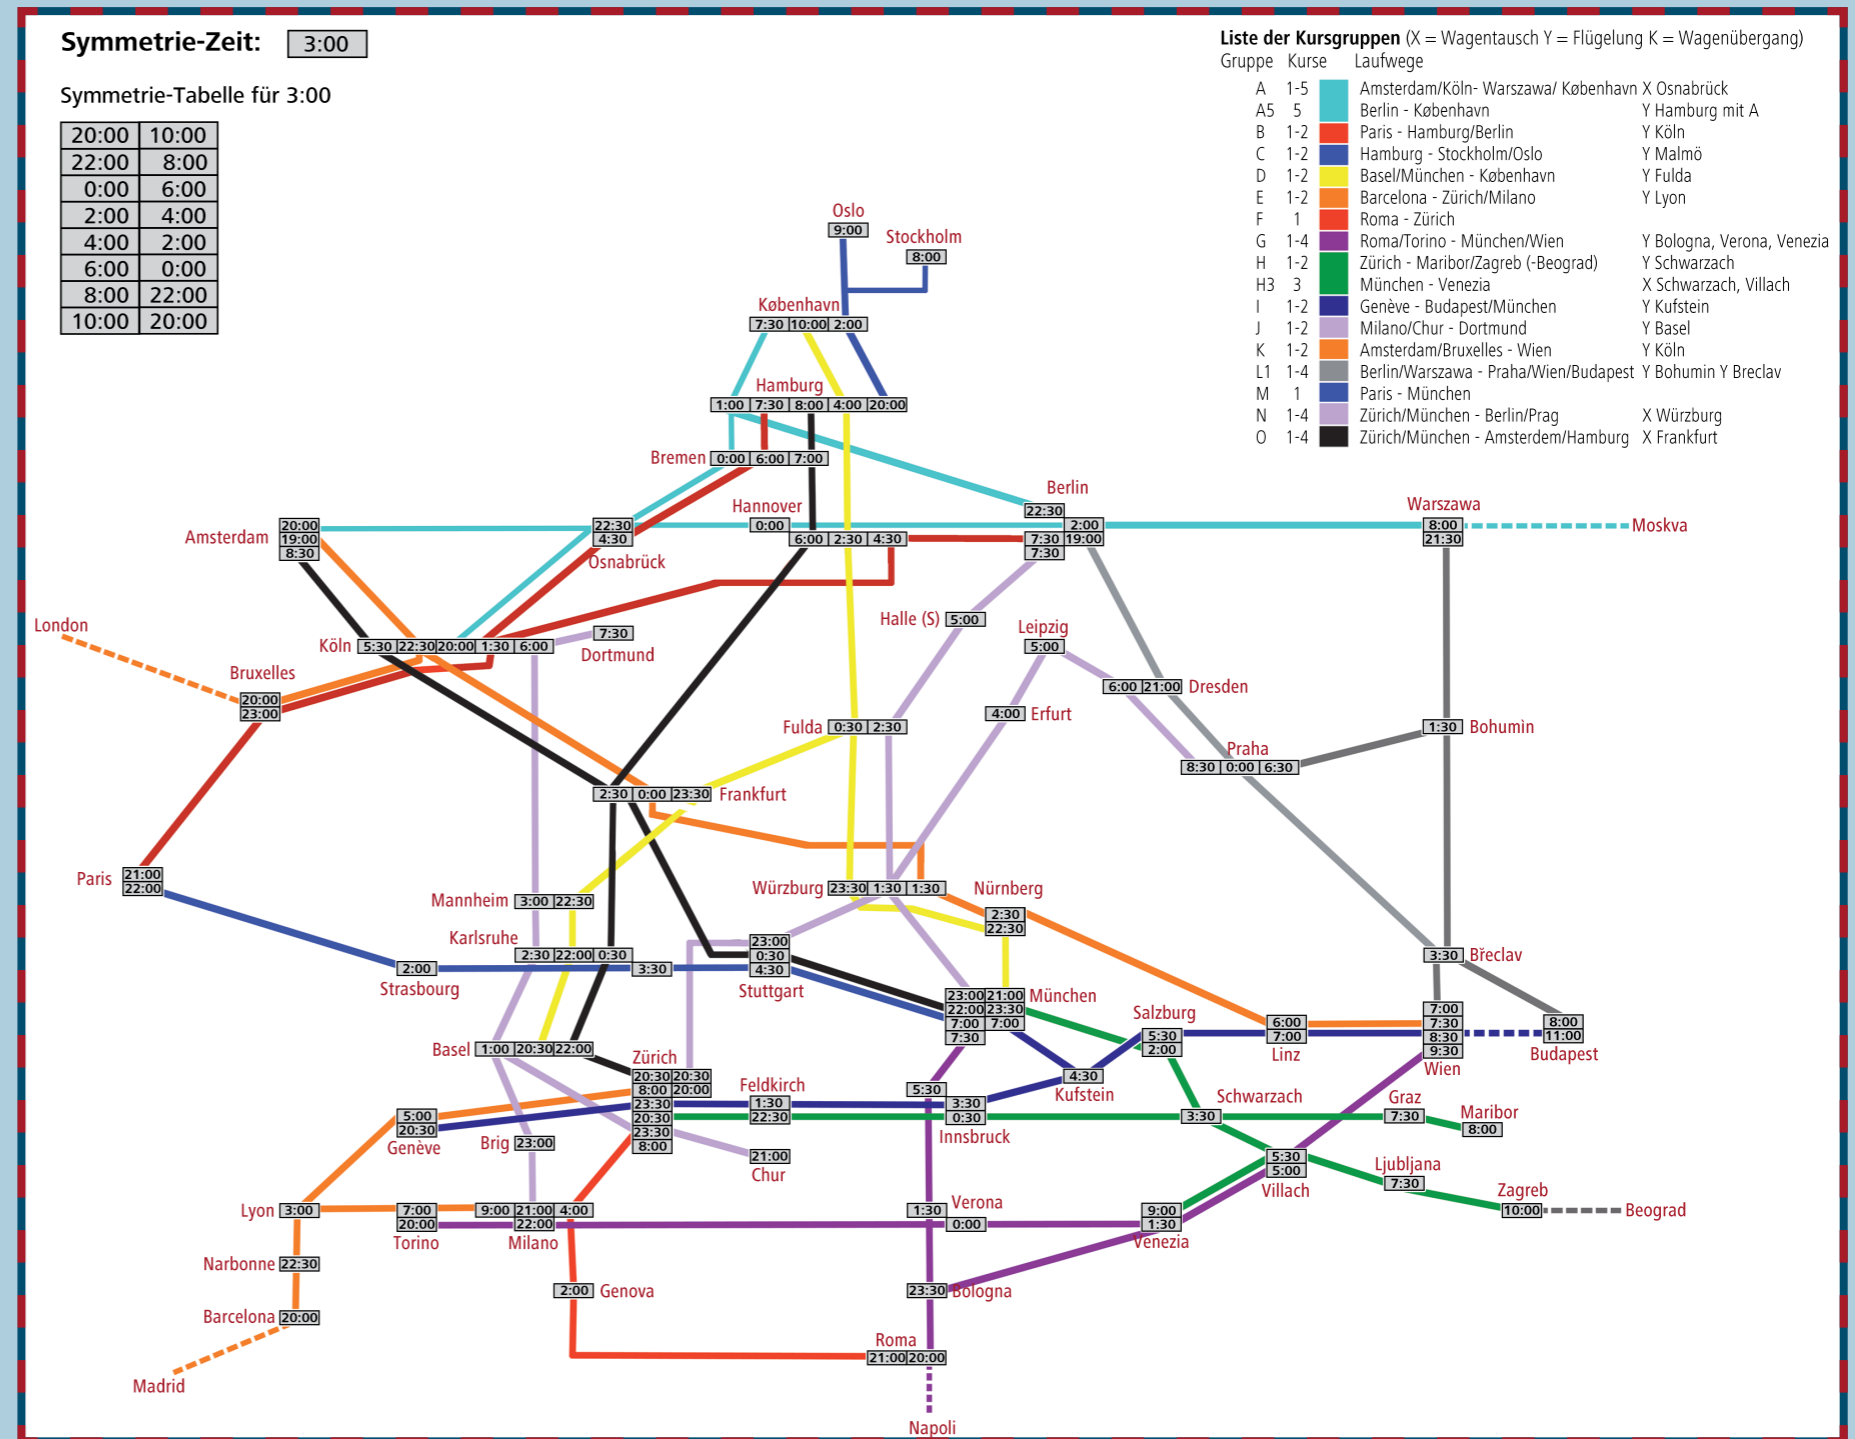 Symmetrie-Zeit: 3:00
Symmetrie-Tabelle für 3:00
20:00 10:00
22:00 8:00
0:00 6:00
2:00 4:00
4:00 2:00
6:00 0:00
8:00 22:00
10:00 20:00
Liste der Kursgruppen (X = Wagentausch Y = Flügelung K = Wagenübergang)
Gruppe Kurse Laufwege
A 1-5 Amsterdam/Köln- Warszawa/ København X Osnabrück
A5 5 Berlin - København Y Hamburg mit A
B 1-2 Paris - Hamburg/Berlin Y Köln
C 1-2 Hamburg - Stockholm/Oslo Y Malmö
D 1-2 Basel/München - København Y Fulda
E 1-2 Barcelona - Zürich/Milano Y Lyon
F 1 Roma - Zürich
G 1-4 Roma/Torino - München/Wien Y Bologna, Verona, Venezia
H 1-2 Zürich - Maribor/Zagreb (-Beograd) Y Schwarzach
H3 3 München - Venezia X Schwarzach, Villach
I 1-2 Genève - Budapest/München Y Kufstein
J 1-2 Milano/Chur - Dortmund Y Basel
K 1-2 Amsterdam/Bruxelles - Wien Y Köln
L1 1-4 Berlin/Warszawa - Praha/Wien/Budapest Y Bohumin Y Breclav
M 1 Paris - München
N 1-4 Zürich/München - Berlin/Prag X Würzburg
O 1-4 Zürich/München - Amsterdem/Hamburg X Frankfurt
Oslo
9:00
Stockholm
8:00
København
7:30 10:00 2:00
Hamburg
1:00 7:30 8:00 4:00 20:00
Bremen 0:00 6:00 7:00
Hannover
0:00
6:00 2:30 4:30
Berlin
22:30
2:00
7:30 19:00
7:30
Warszawa
8:00
21:30
Moskva
Amsterdam
20:00
19:00
8:30
22:30
4:30
Osnabrück
London
Köln 5:30 22:30 20:00 1:30 6:00
7:30
Dortmund
Halle (S) 5:00
Leipzig
5:00
Bruxelles
20:00
23:00
6:00 21:00 Dresden
Fulda 0:30 2:30
4:00 Erfurt
1:30 Bohumìn
Praha
8:30 0:00 6:30
2:30 0:00 23:30 Frankfurt
Paris
21:00
22:00
Würzburg 23:30 1:30 1:30
Nürnberg
2:30
22:30
Mannheim 3:00 22:30
Karlsruhe
2:30 22:00 0:30
2:00
Strasbourg
3:30
23:00
0:30
4:30
Stuttgart
3:30 Břeclav
23:00 21:00 München
22:00 23:30
7:00 7:00
7:30
Salzburg
5:30
2:00
6:00
7:00
Linz
7:00
7:30
8:30
9:30
Wien
8:00
11:00
Budapest
Basel 1:00 20:30 22:00
Zürich
20:30 20:30
8:00 20:00
23:30
20:30
23:30
8:00
Feldkirch
1:30
22:30
5:30
3:30
0:30
Innsbruck
4:30
Kufstein
5:00
20:30
Genève
Brig 23:00
21:00
Chur
Schwarzach
3:30
Graz
7:30
Maribor
8:00
5:30
5:00
Villach
Ljubljana
7:30
Zagreb
10:00
Beograd
Lyon 3:00
7:00
20:00
Torino
9:00 21:00 4:00
22:00
Milano
Verona
1:30
0:00
9:00
1:30
Venezia
Narbonne 22:30
2:00 Genova
23:30 Bologna
Barcelona 20:00
Roma
21:00 20:00
Madrid
Napoli